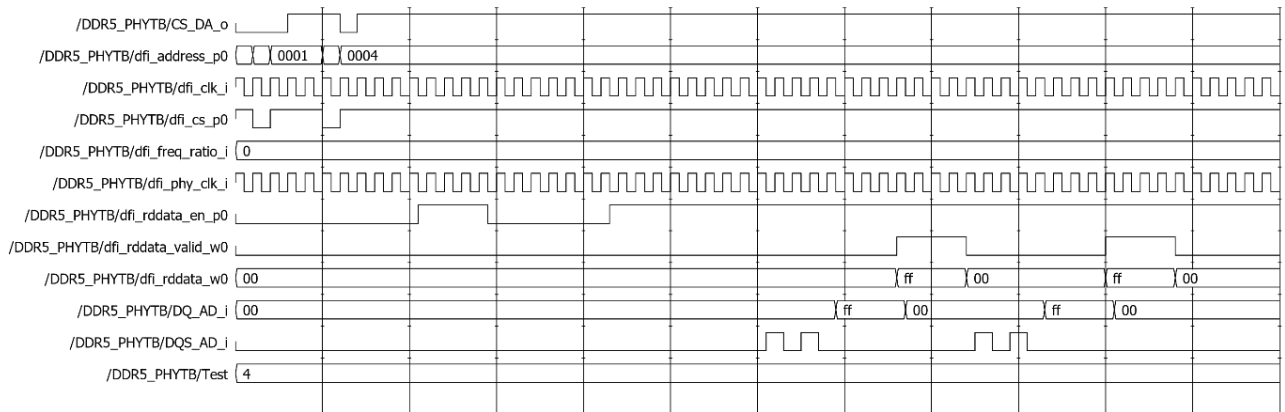 /DDR5_PHYTB/CS_DA_o
/DDR5_PHYTB/dfi_address_p0 0001 0004
/DDR5_PHYTB/dfi_clk_i
/DDR5_PHYTB/dfi_cs_p0
/DDR5_PHYTB/dfi_freq_ratio_i 0
/DDR5_PHYTB/dfi_phy_clk_i
/DDR5_PHYTB/dfi_rddata_en_p0
/DDR5_PHYTB/dfi_rddata_valid_w0
/DDR5_PHYTB/dfi_rddata_w0 00 ff 00 ff 00
/DDR5_PHYTB/DQ_AD_i 00 ff 00 ff 00
/DDR5_PHYTB/DQS_AD_i
/DDR5_PHYTB/Test 4